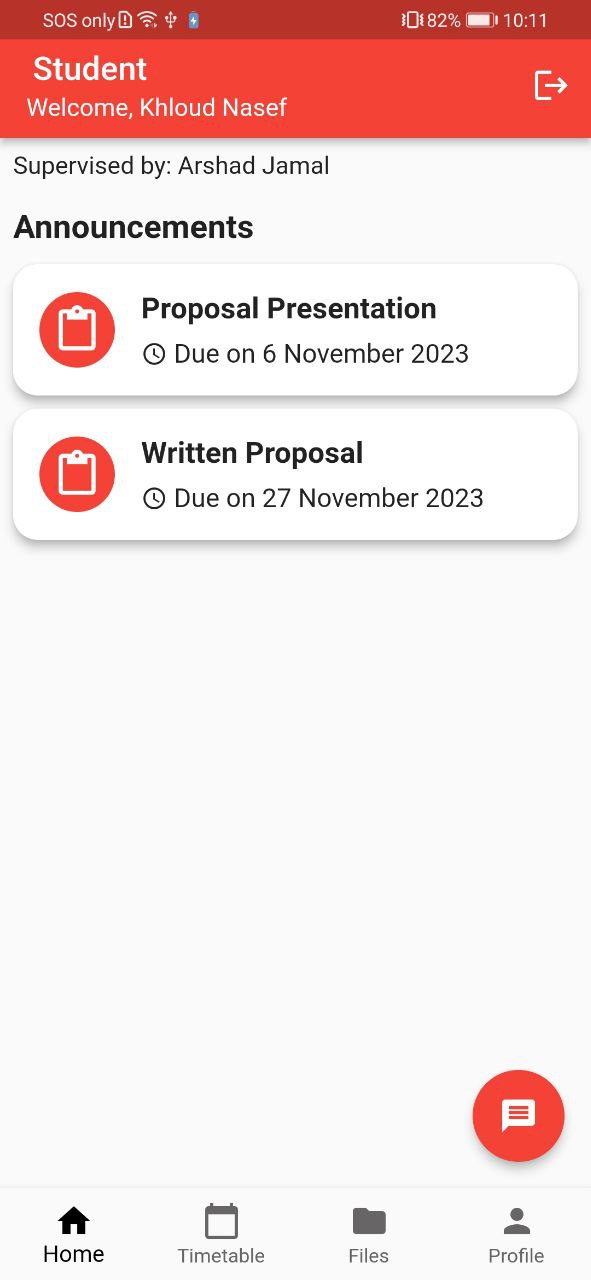 SOS only 82% 10:11
Student
Welcome, Khloud Nasef
Supervised by: Arshad Jamal
Announcements
Proposal Presentation
Due on 6 November 2023
Written Proposal
Due on 27 November 2023
Home Timetable Files Profile